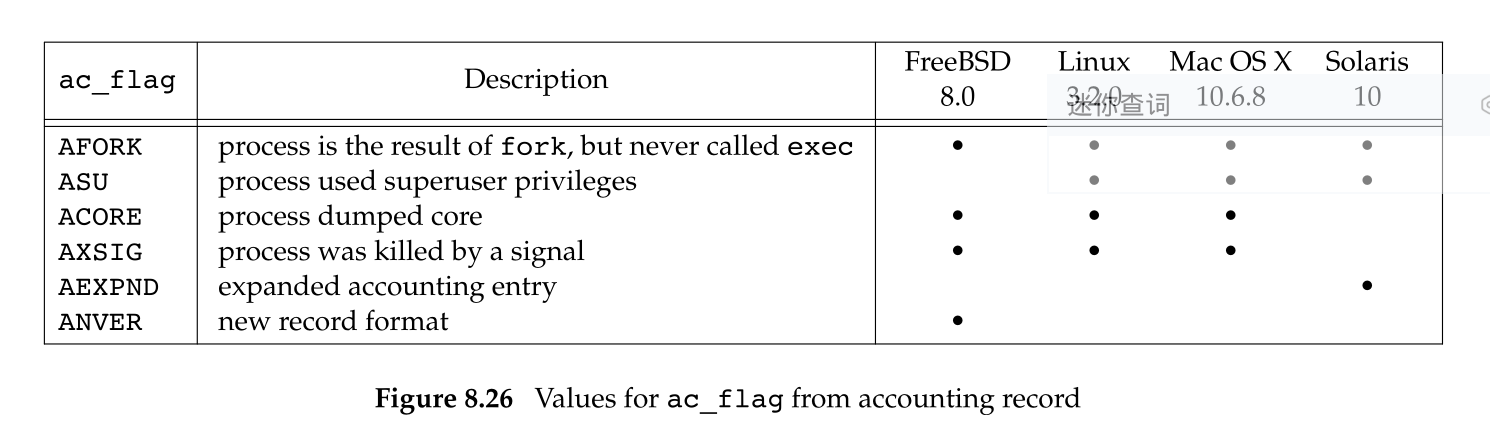 ac_flag Description FreeBSD 8.0 Linux 3.2.0 Mac OS X 10.6.8 Solaris 10
迷你查词
AFORK process is the result of fork, but never called exec • • • •
ASU process used superuser privileges • • •
ACORE process dumped core • • •
AXSIG process was killed by a signal • • •
AEXPND expanded accounting entry •
ANVER new record format •
Figure 8.26 Values for ac_flag from accounting record